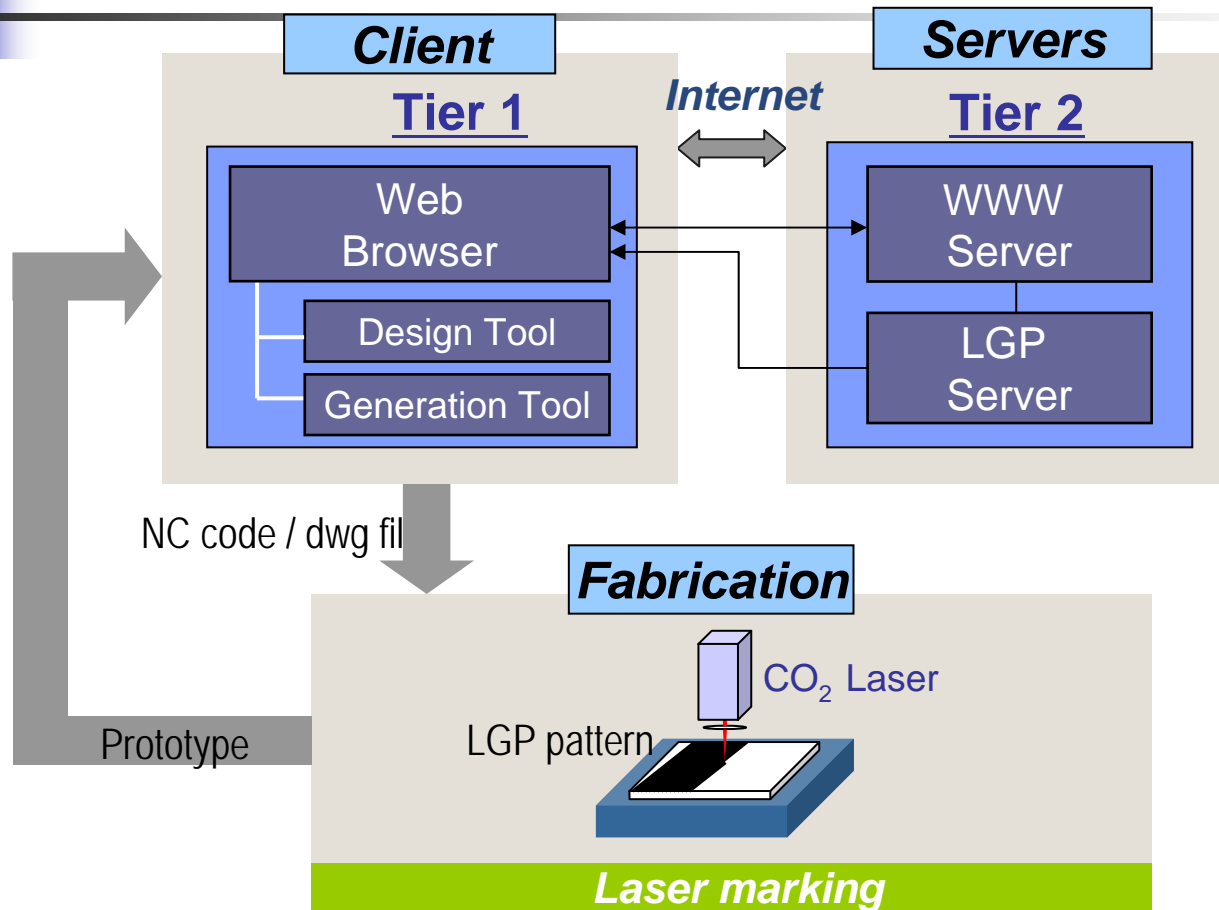 Client
Servers
Internet
Tier 1
Tier 2
Web
Browser
WWW
Server
Design Tool
LGP
Server
Generation Tool
NC code / dwg fil
Fabrication
CO2 Laser
LGP pattern
Prototype
Laser marking